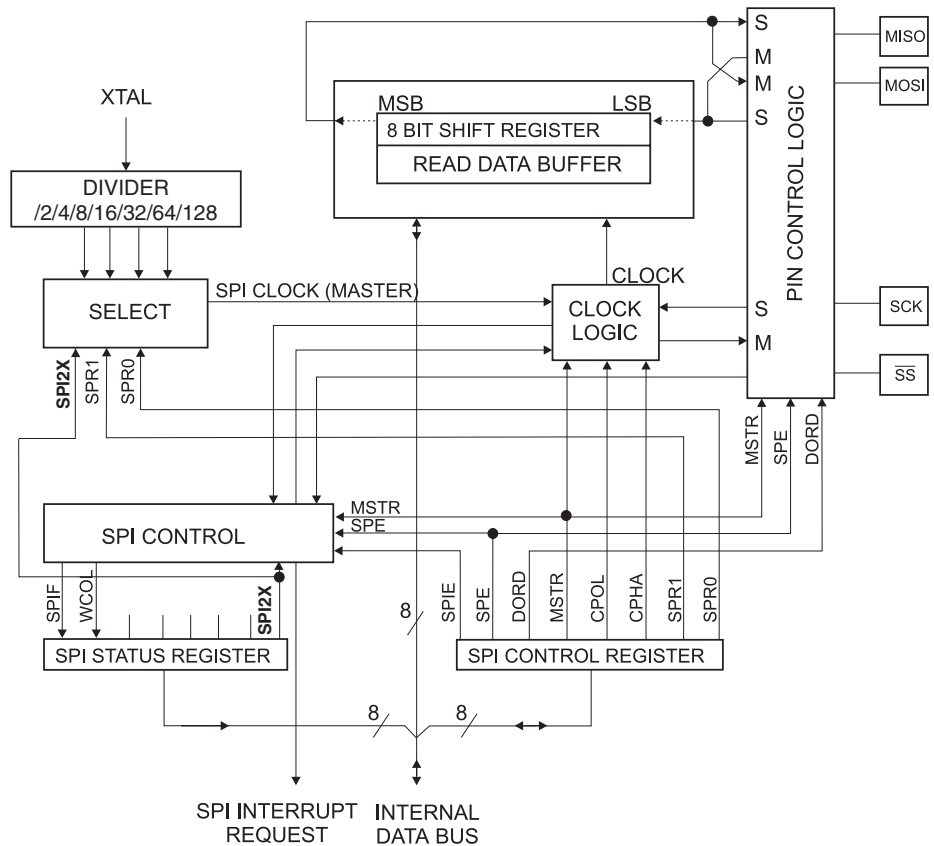 S
MISO
M
XTAL
MSB
LSB
M
MOSI
8 BIT SHIFT REGISTER
S
READ DATA BUFFER
DIVIDER
/2/4/8/16/32/64/128
PIN CONTROL LOGIC
SPI CLOCK (MASTER)
CLOCK
SELECT
CLOCK
LOGIC
S
SCK
M
SPI2X
SPR1
SPR0
SS
MSTR
SPE
DORD
MSTR
SPE
SPI CONTROL
SPIF
WCOL
SPI2X
8
SPIE
SPE
DORD
MSTR
CPOL
CPHA
SPR1
SPR0
SPI STATUS REGISTER
SPI CONTROL REGISTER
8
8
SPI INTERRUPT
REQUEST
INTERNAL
DATA BUS